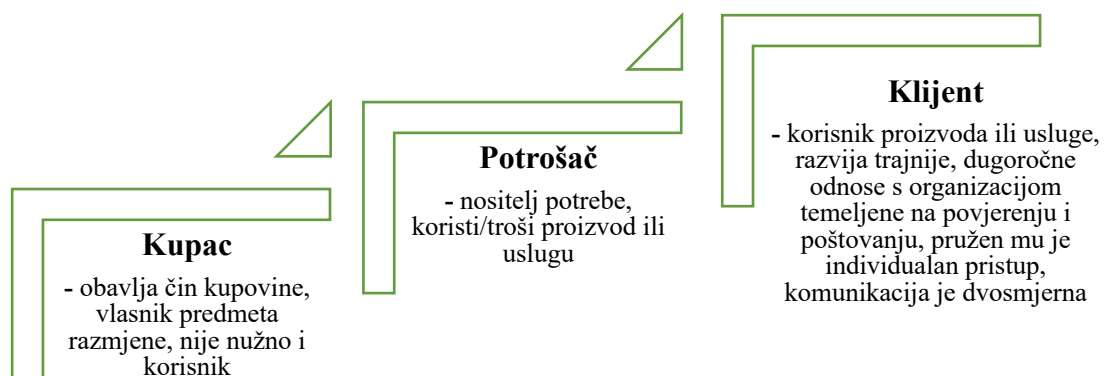 Kupac
- obavlja čin kupovine,
vlasnik predmeta
razmjene, nije nužno i
korisnik
Potrošač
- nositelj potrebe,
koristi/troši proizvod ili
uslugu
Klijent
- korisnik proizvoda ili usluge,
razvija trajnije, dugoročne
odnose s organizacijom
temeljene na povjerenju i
poštovanju, pružen mu je
individualan pristup,
komunikacija je dvosmjerna